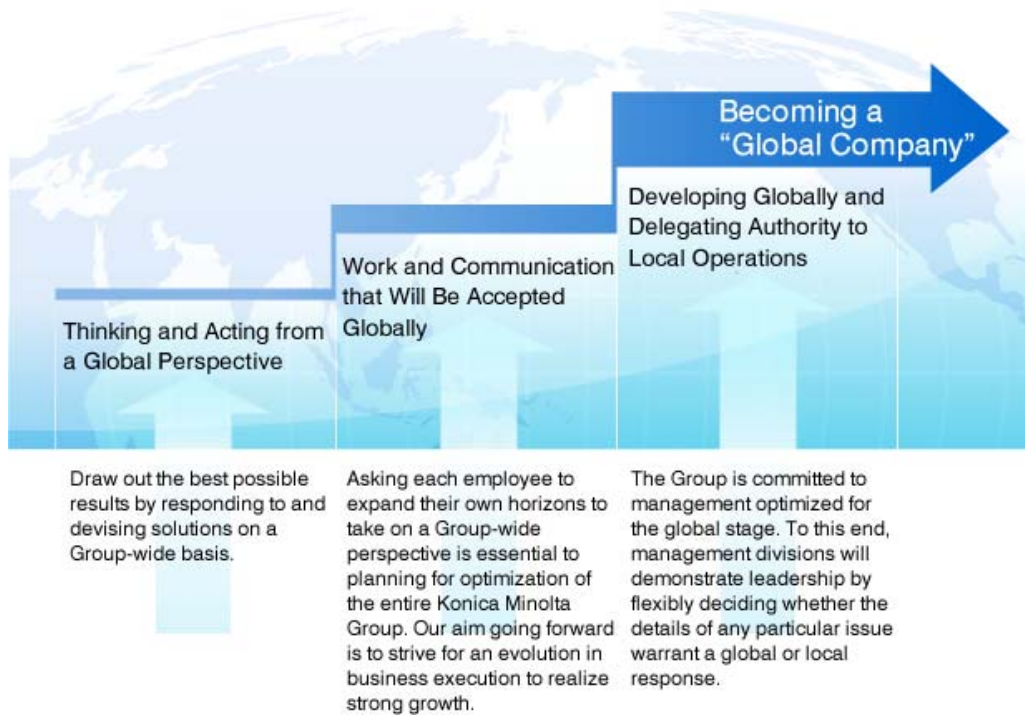 Becoming a
“Global Company”
Thinking and Acting from
a Global Perspective
Work and Communication
that Will Be Accepted
Globally
Developing Globally and
Delegating Authority to
Local Operations
Draw out the best possible
results by responding to and
devising solutions on a
Group-wide basis.
Asking each employee to
expand their own horizons to
take on a Group-wide
perspective is essential to
planning for optimization of
the entire Konica Minolta
Group. Our aim going forward
is to strive for an evolution in
business execution to realize
strong growth.
The Group is committed to
management optimized for
the global stage. To this end,
management divisions will
demonstrate leadership by
flexibly deciding whether the
details of any particular issue
warrant a global or local
response.